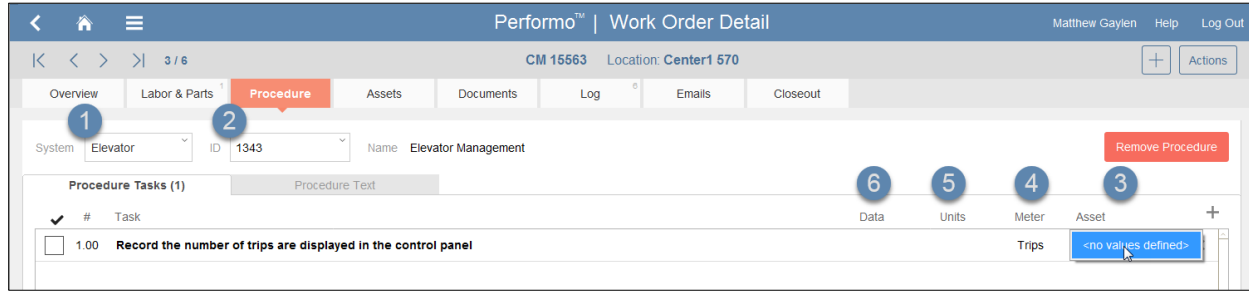 Performo™ | Work Order Detail Matthew Gaylen Help Log Out
3 / 6 CM 15563 Location: Center1 570 + Actions
Overview Labor & Parts 1 Procedure Assets Documents Log 6 Emails Closeout
1 2
System Elevator ID 1343 Name Elevator Management Remove Procedure
Procedure Tasks (1) Procedure Text
6 5 4 3
# Task Data Units Meter Asset +
1.00 Record the number of trips are displayed in the control panel Trips <no values defined>